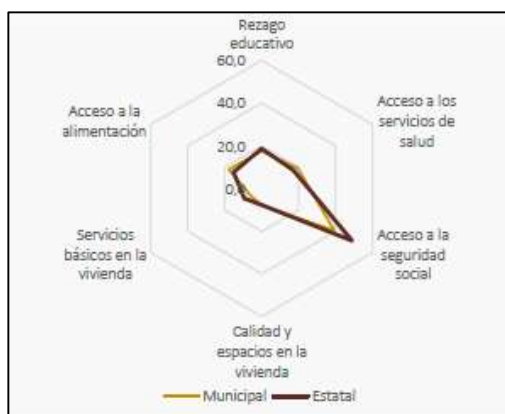 Rezago
educativo
60,0
40,0
20,0
0,0
Acceso a los
servicios de
salud
Acceso a la
seguridad
social
Calidad y
espacios en la
vivienda
Servicios
básicos en la
vivienda
Acceso a la
alimentación
Municipal
Estatal